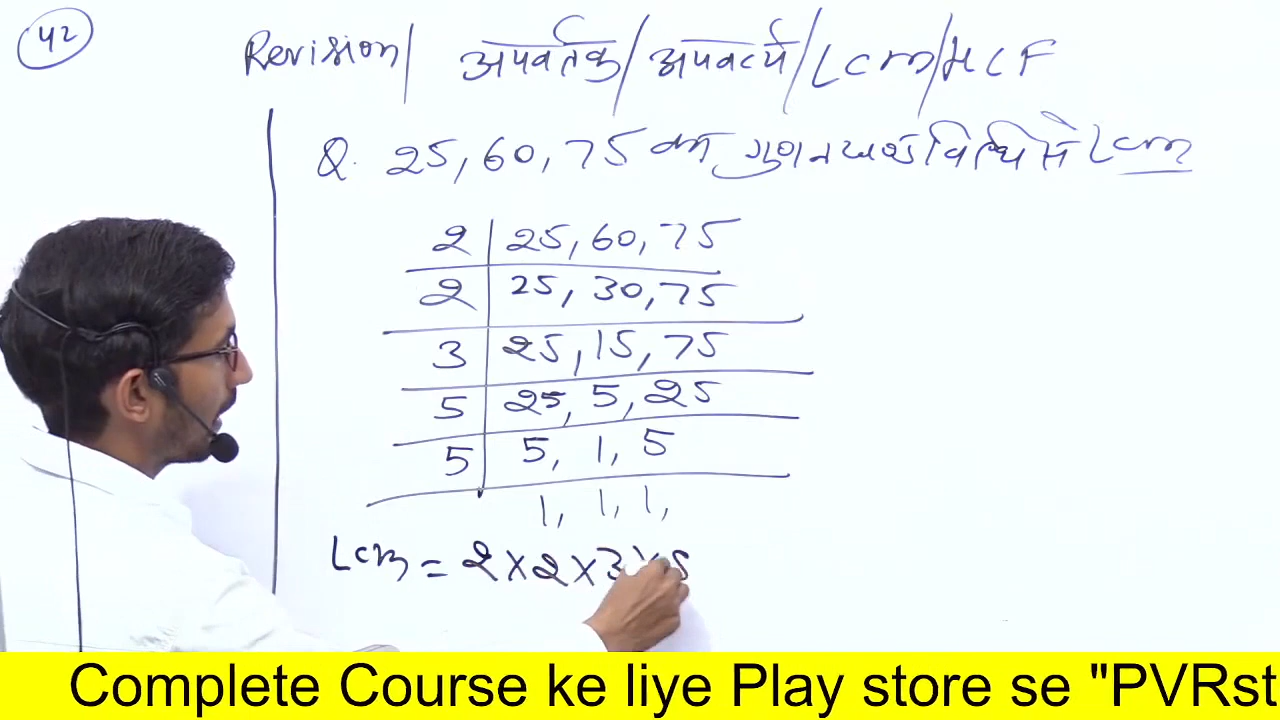 42
Revision/ अपवर्तक/ अपवर्त्य/ Lcm/ HCF
Q. 25, 60, 75 का गुणनखण्ड विधि से Lcm
2 | 25, 60, 75
2 | 25, 30, 75
3 | 25, 15, 75
5 | 25, 5, 25
5 | 5, 1, 5
1, 1, 1,
Lcm = 2 x 2 x 3 x 5
Complete Course ke liye Play store se "PVRst